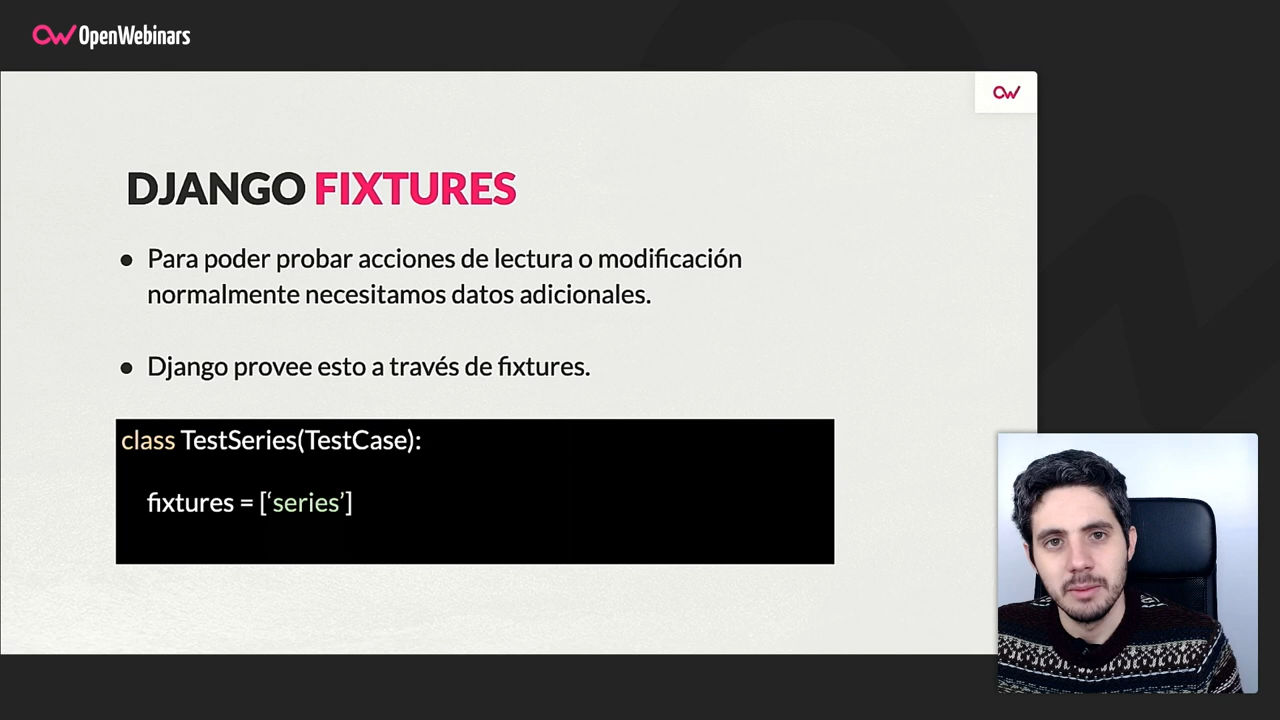 OpenWebinars
DJANGO FIXTURES
● Para poder probar acciones de lectura o modificación
normalmente necesitamos datos adicionales.
● Django provee esto a través de fixtures.
class TestSeries(TestCase):
fixtures = [‘series’]